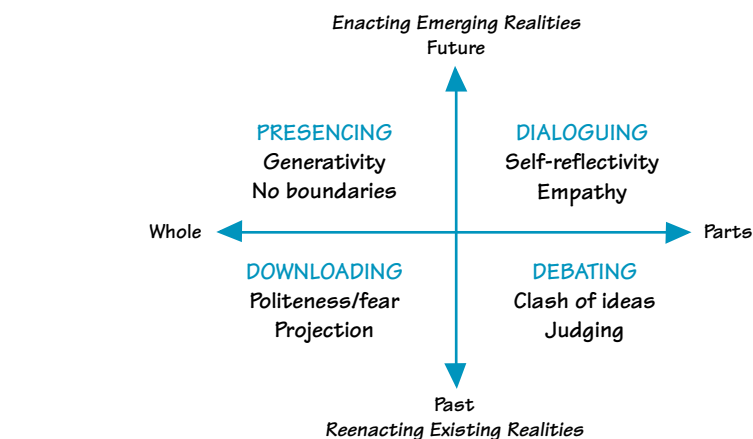 Enacting Emerging Realities
Future
PRESENCING
Generativity
No boundaries
DIALOGUING
Self-reflectivity
Empathy
Whole
Parts
DOWNLOADING
Politeness/fear
Projection
DEBATING
Clash of ideas
Judging
Past
Reenacting Existing Realities